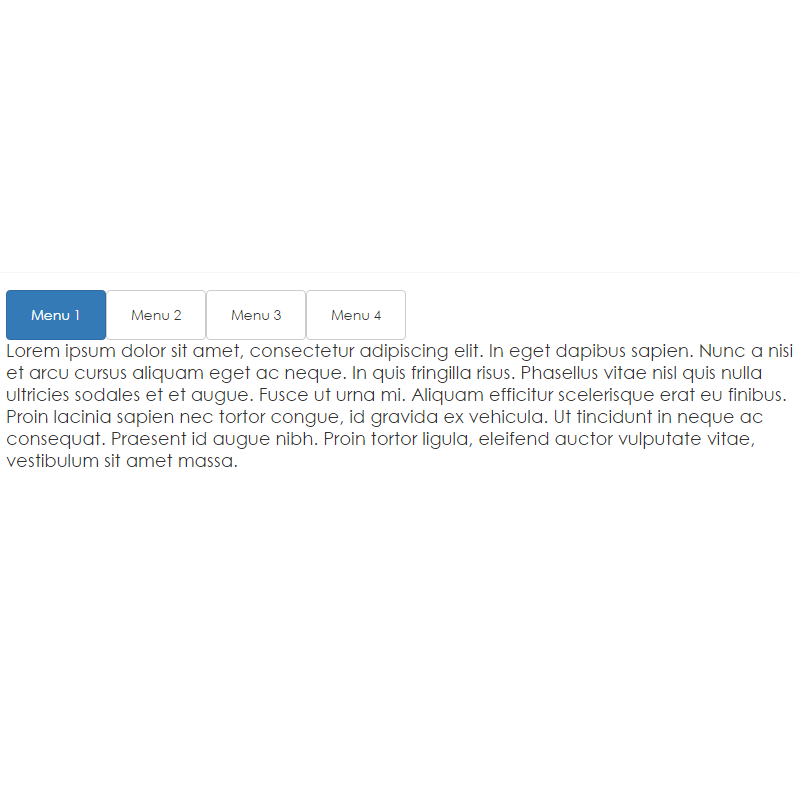 Menu 1 Menu 2 Menu 3 Menu 4
Lorem ipsum dolor sit amet, consectetur adipiscing elit. In eget dapibus sapien. Nunc a nisi
et arcu cursus aliquam eget ac neque. In quis fringilla risus. Phasellus vitae nisl quis nulla
ultricies sodales et et augue. Fusce ut urna mi. Aliquam efficitur scelerisque erat eu finibus.
Proin lacinia sapien nec tortor congue, id gravida ex vehicula. Ut tincidunt in neque ac
consequat. Praesent id augue nibh. Proin tortor ligula, eleifend auctor vulputate vitae,
vestibulum sit amet massa.